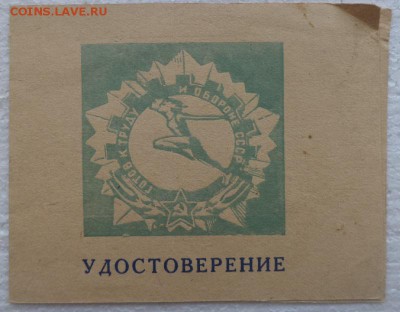 COINS.LAVE.RU
ГОТОВ К ТРУДУ И ОБОРОНЕ СССР
УДОСТОВЕРЕНИЕ